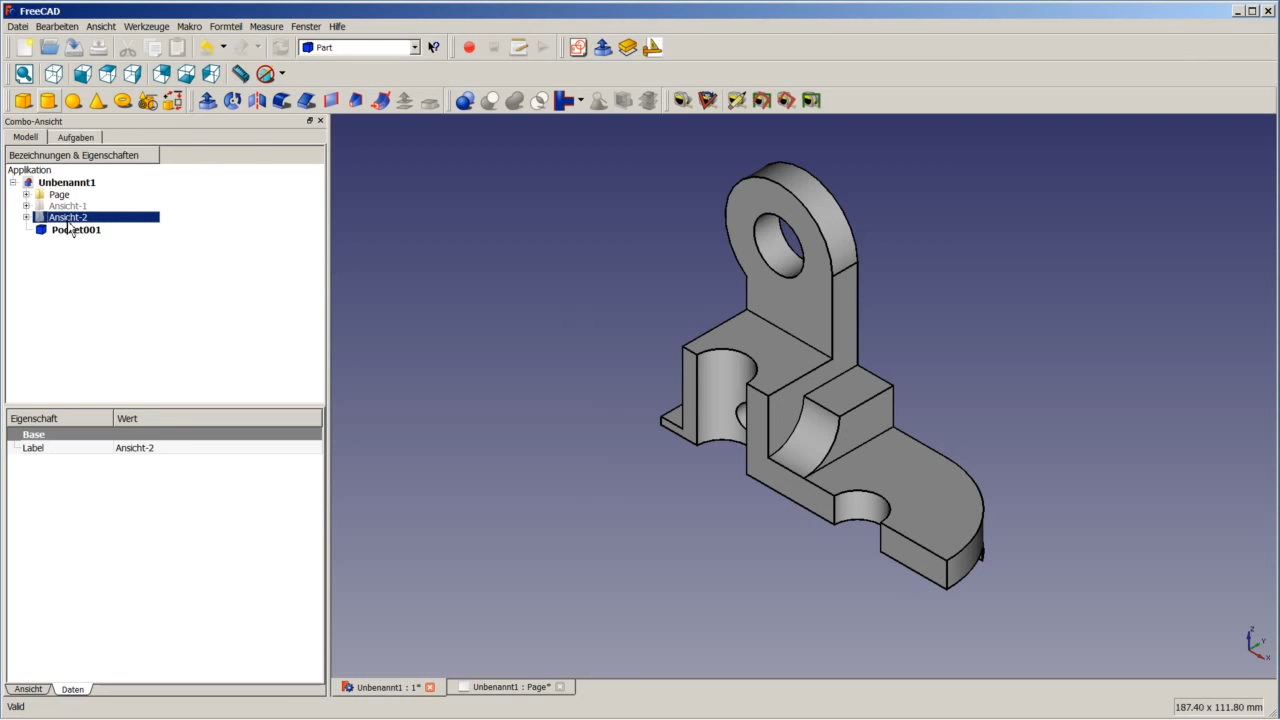 FreeCAD
Datei Bearbeiten Ansicht Werkzeuge Makro Formteil Measure Fenster Hilfe
Part
Combo-Ansicht
Modell Aufgaben
Bezeichnungen & Eigenschaften
Applikation
Unbenannt1
Page
Ansicht-1
Ansicht-2
Pocket001
Eigenschaft Wert
Base
Label Ansicht-2
Ansicht Daten
Unbenannt1 : 1* Unbenannt1 : Page*
Valid 187.40 x 111.80 mm
Z
Y
X